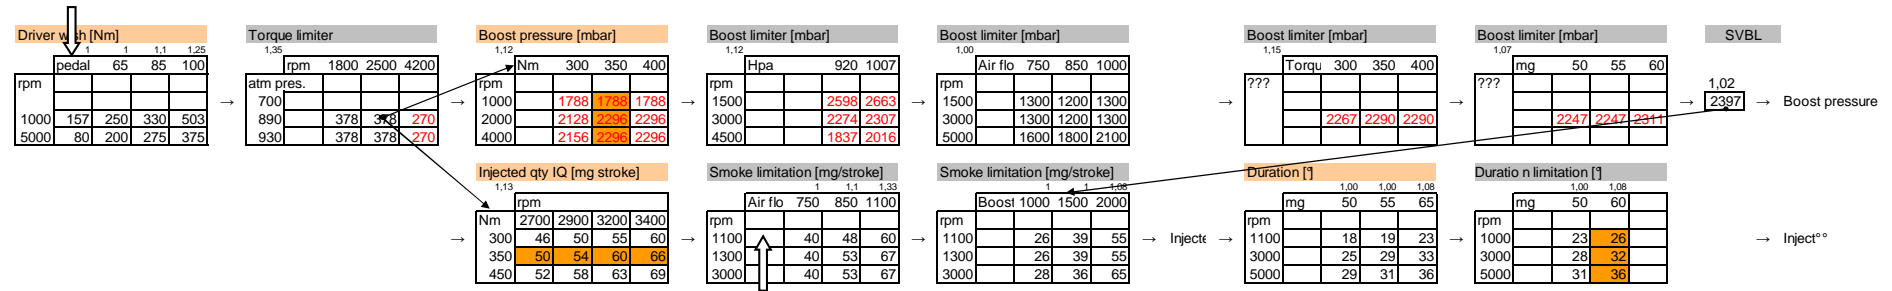 Driver wish [Nm]
1 1 1,1 1,25
pedal 65 85 100
rpm
1000 157 250 330 503
5000 80 200 275 375
Torque limiter
1,35
rpm 1800 2500 4200
atm pres.
700
890 378 378 270
930 378 378 270
Boost pressure [mbar]
1,12
Nm 300 350 400
rpm
1000 1788 1788 1788
2000 2128 2296 2296
4000 2156 2296 2296
Boost limiter [mbar]
1,12
Hpa 920 1007
rpm
1500 2598 2663
3000 2274 2307
4500 1837 2016
Boost limiter [mbar]
1,00
Air flo 750 850 1000
rpm
1500 1300 1200 1300
3000 1300 1200 1300
5000 1600 1800 2100
Boost limiter [mbar]
1,15
Torqu 300 350 400
???
2267 2290 2290
Boost limiter [mbar]
1,07
mg 50 55 60
???
2247 2247 2311
SVBL
1,02
2397
Boost pressure
Injected qty IQ [mg stroke]
1,13
rpm
Nm 2700 2900 3200 3400
300 46 50 55 60
350 50 54 60 66
450 52 58 63 69
Smoke limitation [mg/stroke]
1 1,1 1,33
Air flo 750 850 1100
rpm
1100 40 48 60
1300 40 53 67
3000 40 53 67
Smoke limitation [mg/stroke]
1 1 1,08
Boost 1000 1500 2000
rpm
1100 26 39 55
1300 26 39 55
3000 28 36 65
Injecte
Duration [°]
1,00 1,00 1,08
mg 50 55 65
rpm
1100 18 19 23
3000 25 29 33
5000 29 31 36
Duratio n limitation [°]
1,00 1,08
mg 50 60
rpm
1000 23 26
3000 28 32
5000 31 36
Inject°°